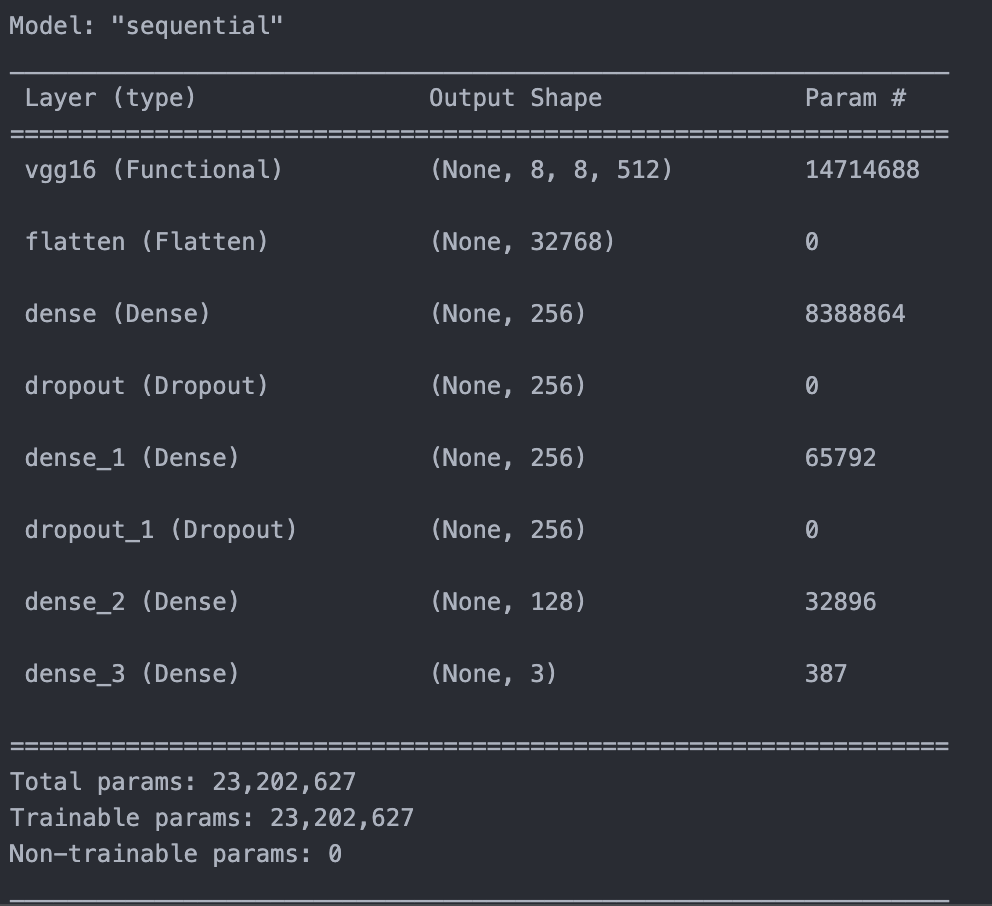 Model: "sequential"
Layer (type) Output Shape Param #
=================================================================
vgg16 (Functional) (None, 8, 8, 512) 14714688
flatten (Flatten) (None, 32768) 0
dense (Dense) (None, 256) 8388864
dropout (Dropout) (None, 256) 0
dense_1 (Dense) (None, 256) 65792
dropout_1 (Dropout) (None, 256) 0
dense_2 (Dense) (None, 128) 32896
dense_3 (Dense) (None, 3) 387
=================================================================
Total params: 23,202,627
Trainable params: 23,202,627
Non-trainable params: 0